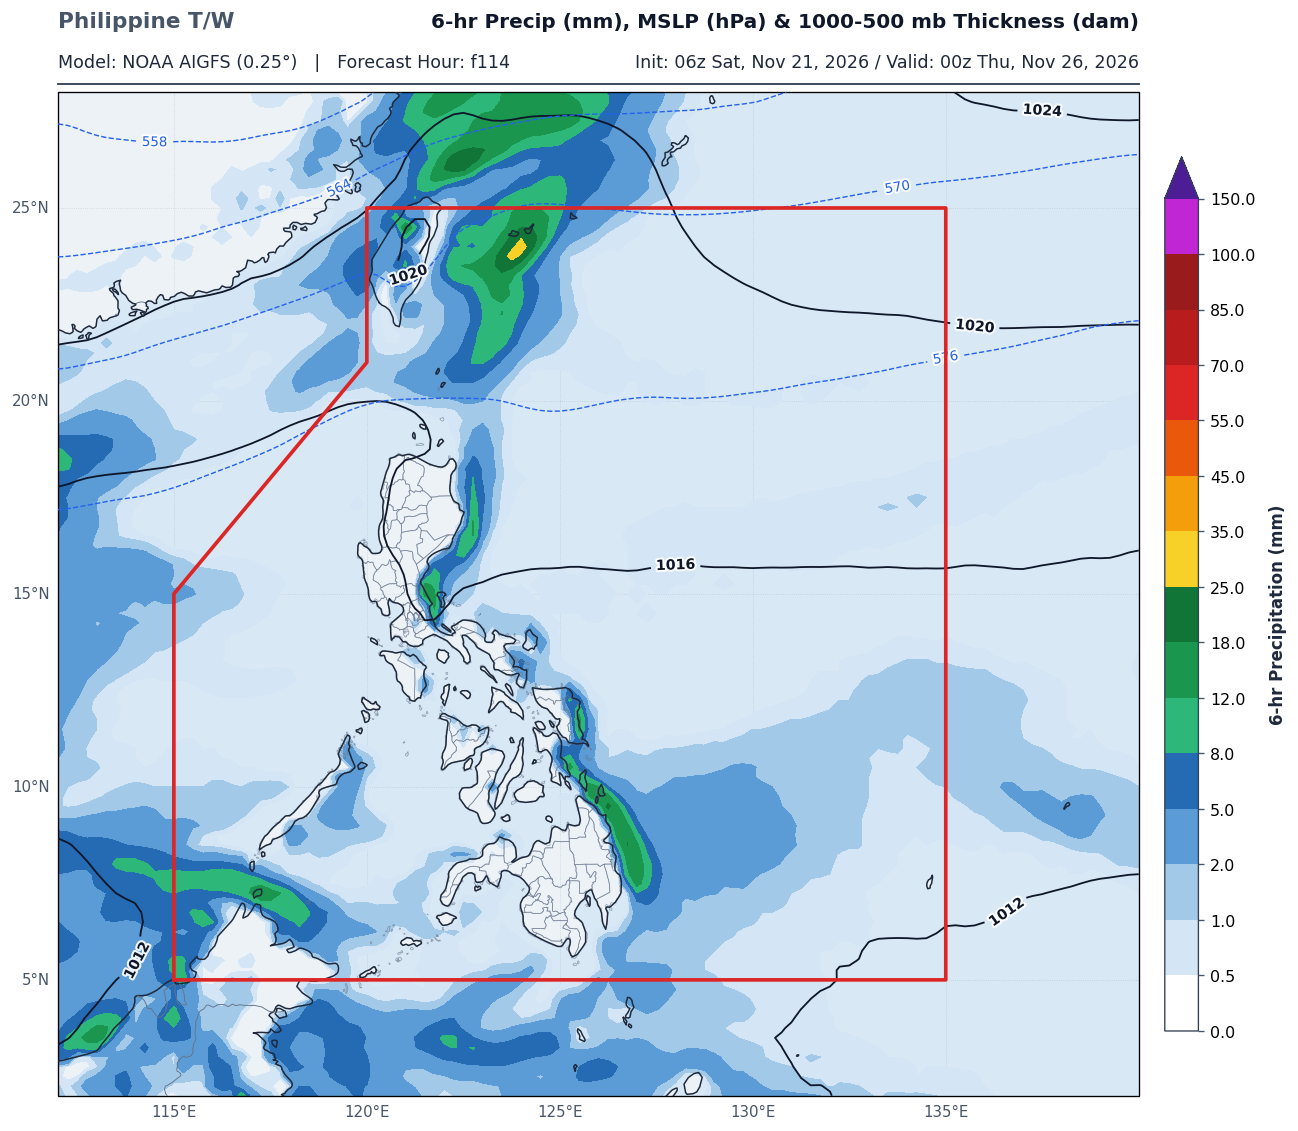 Philippine T/W
6-hr Precip (mm), MSLP (hPa) & 1000-500 mb Thickness (dam)
Model: NOAA AIGFS (0.25°) | Forecast Hour: f114
Init: 06z Sat, Nov 21, 2026 / Valid: 00z Thu, Nov 26, 2026
1024
558
564
570
25°N
1020
1020
576
20°N
1016
15°N
10°N
1012
1012
5°N
115°E
120°E
125°E
130°E
135°E
150.0
100.0
85.0
70.0
55.0
45.0
35.0
25.0
18.0
12.0
8.0
5.0
2.0
1.0
0.5
0.0
6-hr Precipitation (mm)